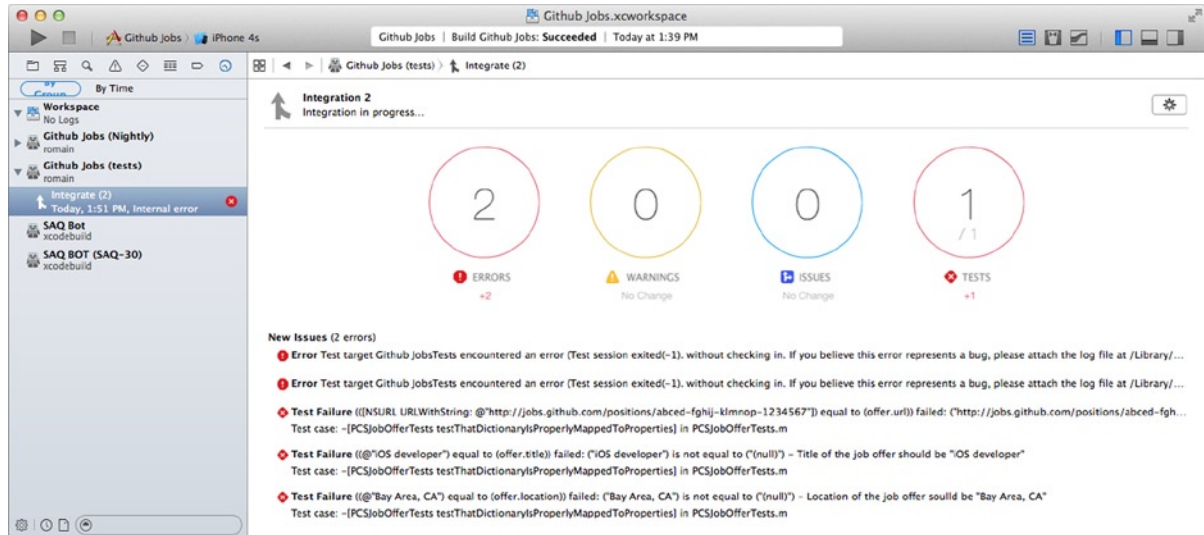 Github Jobs.xcworkspace
Github Jobs iPhone 4s
Github Jobs | Build Github Jobs: Succeeded | Today at 1:39 PM
Github Jobs (tests) Integrate (2)
By Group By Time
Workspace
No Logs
Github Jobs (Nightly)
romain
Github Jobs (tests)
romain
Integrate (2)
Today, 1:51 PM, Internal error
SAQ Bot
xcodebuild
SAQ BOT (SAQ-30)
xcodebuild
Integration 2
Integration in progress...
2
0
0
1
/ 1
ERRORS
WARNINGS
ISSUES
TESTS
+2
No Change
No Change
+1
New Issues (2 errors)
Error Test target Github JobsTests encountered an error (Test session exited(-1). without checking in. If you believe this error represents a bug, please attach the log file at /Library/...
Error Test target Github JobsTests encountered an error (Test session exited(-1). without checking in. If you believe this error represents a bug, please attach the log file at /Library/...
Test Failure (([NSURL URLWithString: @"http://jobs.github.com/positions/abced-fghij-klmnop-1234567"]) equal to (offer.url)) failed: ("http://jobs.github.com/positions/abced-fgh...
Test case: -[PCSJobOfferTests testThatDictionaryIsProperlyMappedToProperties] in PCSJobOfferTests.m
Test Failure ((@"iOS developer") equal to (offer.title)) failed: ("iOS developer") is not equal to ("(null)") - Title of the job offer should be "iOS developer"
Test case: -[PCSJobOfferTests testThatDictionaryIsProperlyMappedToProperties] in PCSJobOfferTests.m
Test Failure ((@"Bay Area, CA") equal to (offer.location)) failed: ("Bay Area, CA") is not equal to ("(null)") - Location of the job offer soulld be "Bay Area, CA"
Test case: -[PCSJobOfferTests testThatDictionaryIsProperlyMappedToProperties] in PCSJobOfferTests.m